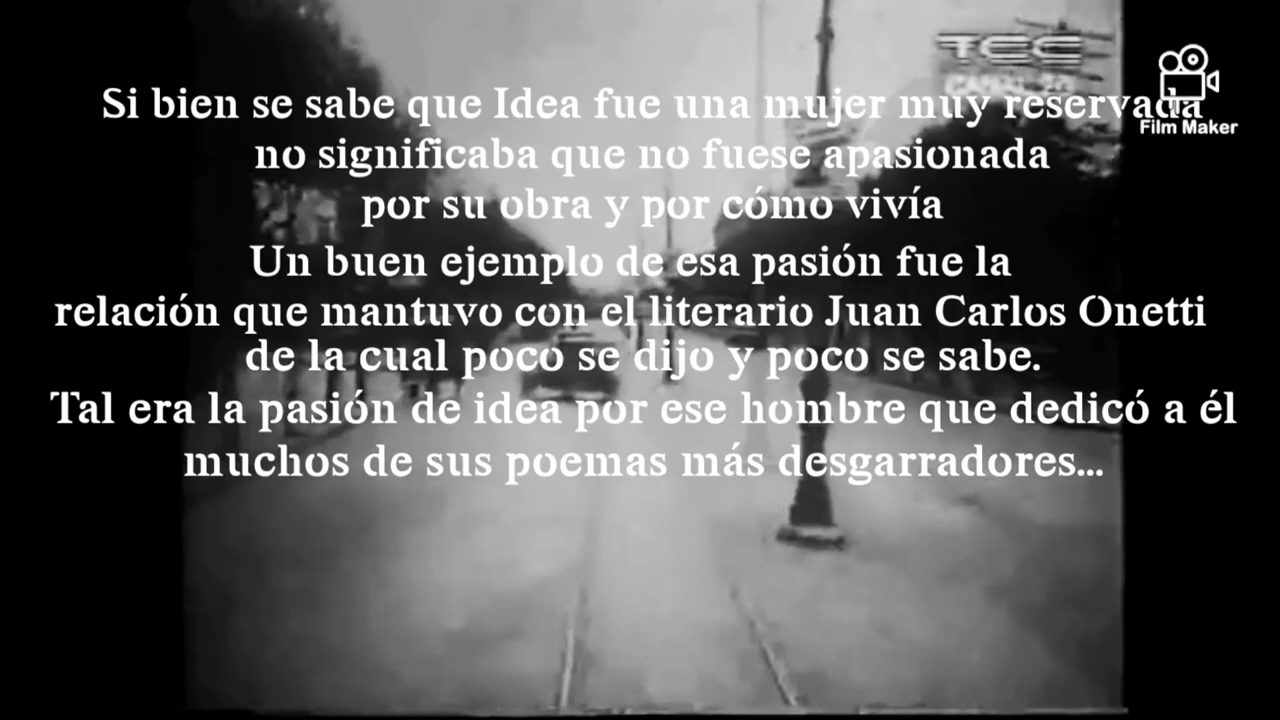 TCC
CANAL
Film Maker
Si bien se sabe que Idea fue una mujer muy reservada
no significaba que no fuese apasionada
por su obra y por cómo vivía
Un buen ejemplo de esa pasión fue la
relación que mantuvo con el literario Juan Carlos Onetti
de la cual poco se dijo y poco se sabe.
Tal era la pasión de idea por ese hombre que dedicó a él
muchos de sus poemas más desgarradores...